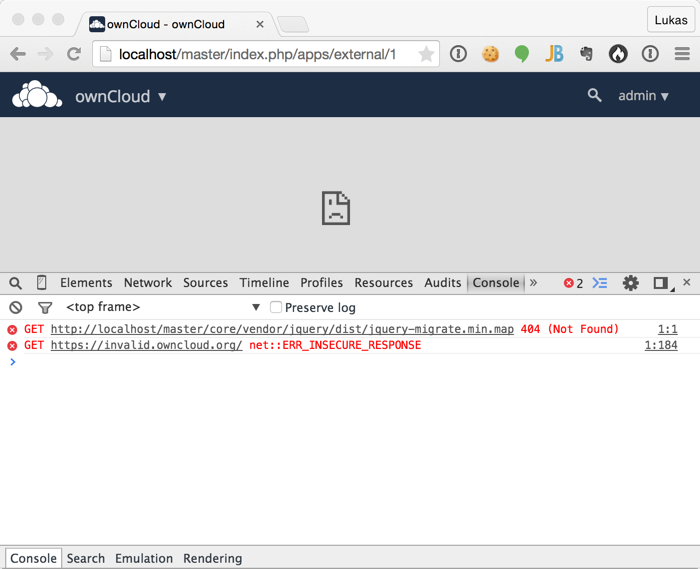 ownCloud - ownCloud
Lukas
localhost/master/index.php/apps/external/1
JB
ownCloud ▼
admin ▼
Elements Network Sources Timeline Profiles Resources Audits Console » 2
<top frame> ▼ Preserve log
GET http://localhost/master/core/vendor/jquery/dist/jquery-migrate.min.map 404 (Not Found) 1:1
GET https://invalid.owncloud.org/ net::ERR_INSECURE_RESPONSE 1:184
>
Console Search Emulation Rendering